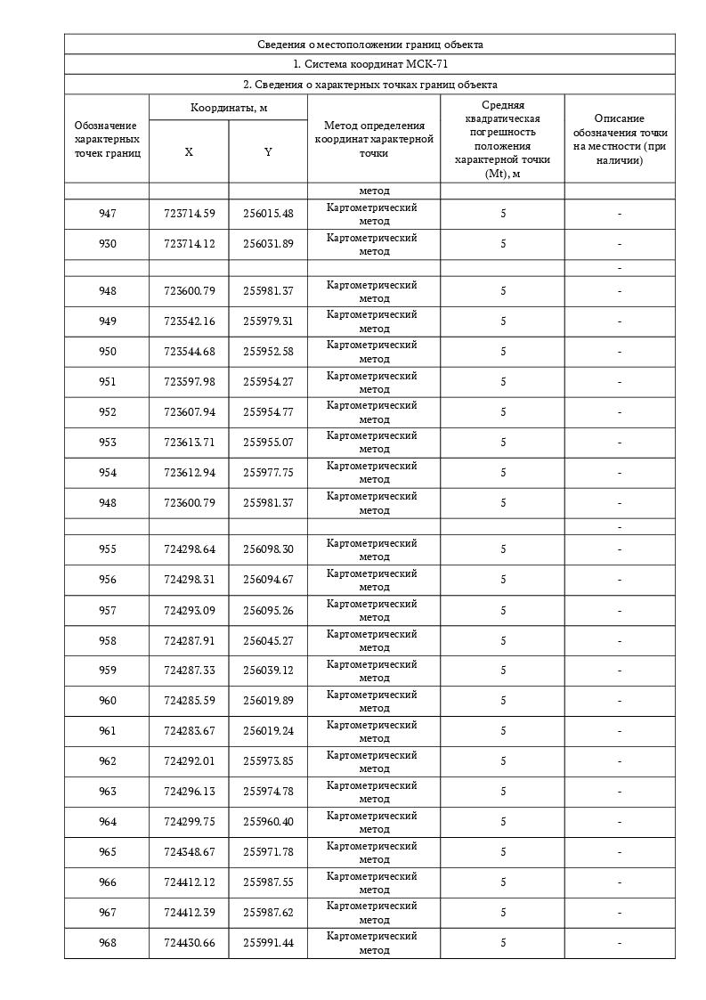 Сведения о местоположении границ объекта
1. Система координат МСК-71
2. Сведения о характерных точках границ объекта
Обозначение
характерных
точек границ
Координаты, м
X Y
Метод определения
координат характерной
точки
Средняя
квадратическая
погрешность
положения
характерной точки
(Mt), м
Описание
обозначения точки
на местности (при
наличии)
метод
947 723714.59 256015.48 Картометрический
метод 5 -
930 723714.12 256031.89 Картометрический
метод 5 -
-
948 723600.79 255981.37 Картометрический
метод 5 -
949 723542.16 255979.31 Картометрический
метод 5 -
950 723544.68 255952.58 Картометрический
метод 5 -
951 723597.98 255954.27 Картометрический
метод 5 -
952 723607.94 255954.77 Картометрический
метод 5 -
953 723613.71 255955.07 Картометрический
метод 5 -
954 723612.94 255977.75 Картометрический
метод 5 -
948 723600.79 255981.37 Картометрический
метод 5 -
-
955 724298.64 256098.30 Картометрический
метод 5 -
956 724298.31 256094.67 Картометрический
метод 5 -
957 724293.09 256095.26 Картометрический
метод 5 -
958 724287.91 256045.27 Картометрический
метод 5 -
959 724287.33 256039.12 Картометрический
метод 5 -
960 724285.59 256019.89 Картометрический
метод 5 -
961 724283.67 256019.24 Картометрический
метод 5 -
962 724292.01 255973.85 Картометрический
метод 5 -
963 724296.13 255974.78 Картометрический
метод 5 -
964 724299.75 255960.40 Картометрический
метод 5 -
965 724348.67 255971.78 Картометрический
метод 5 -
966 724412.12 255987.55 Картометрический
метод 5 -
967 724412.39 255987.62 Картометрический
метод 5 -
968 724430.66 255991.44 Картометрический
метод 5 -